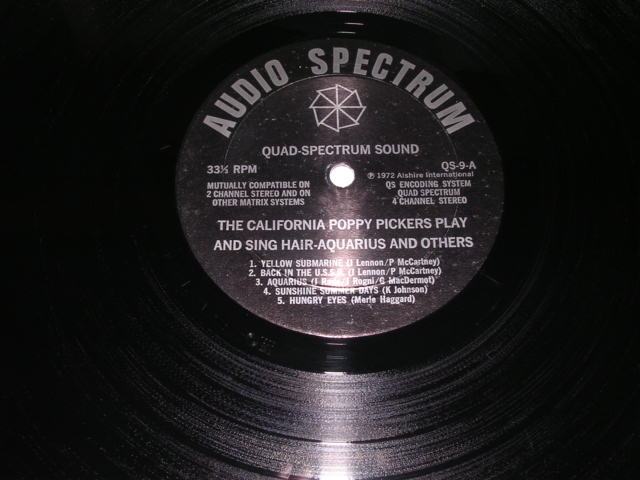 AUDIO SPECTRUM
QUAD-SPECTRUM SOUND
33⅓ RPM
QS-9-A
℗ 1972 Alshire International
MUTUALLY COMPATIBLE ON
2 CHANNEL STEREO AND ON
OTHER MATRIX SYSTEMS
QS ENCODING SYSTEM
QUAD SPECTRUM
4 CHANNEL STEREO
THE CALIFORNIA POPPY PICKERS PLAY
AND SING HAIR-AQUARIUS AND OTHERS
1. YELLOW SUBMARINE (J Lennon/P McCartney)
2. BACK IN THE U.S.S.R. (J Lennon/P McCartney)
3. AQUARIUS (J Rado/J Rogni/G MacDermot)
4. SUNSHINE SUMMER DAYS (K Johnson)
5. HUNGRY EYES (Merle Haggard)